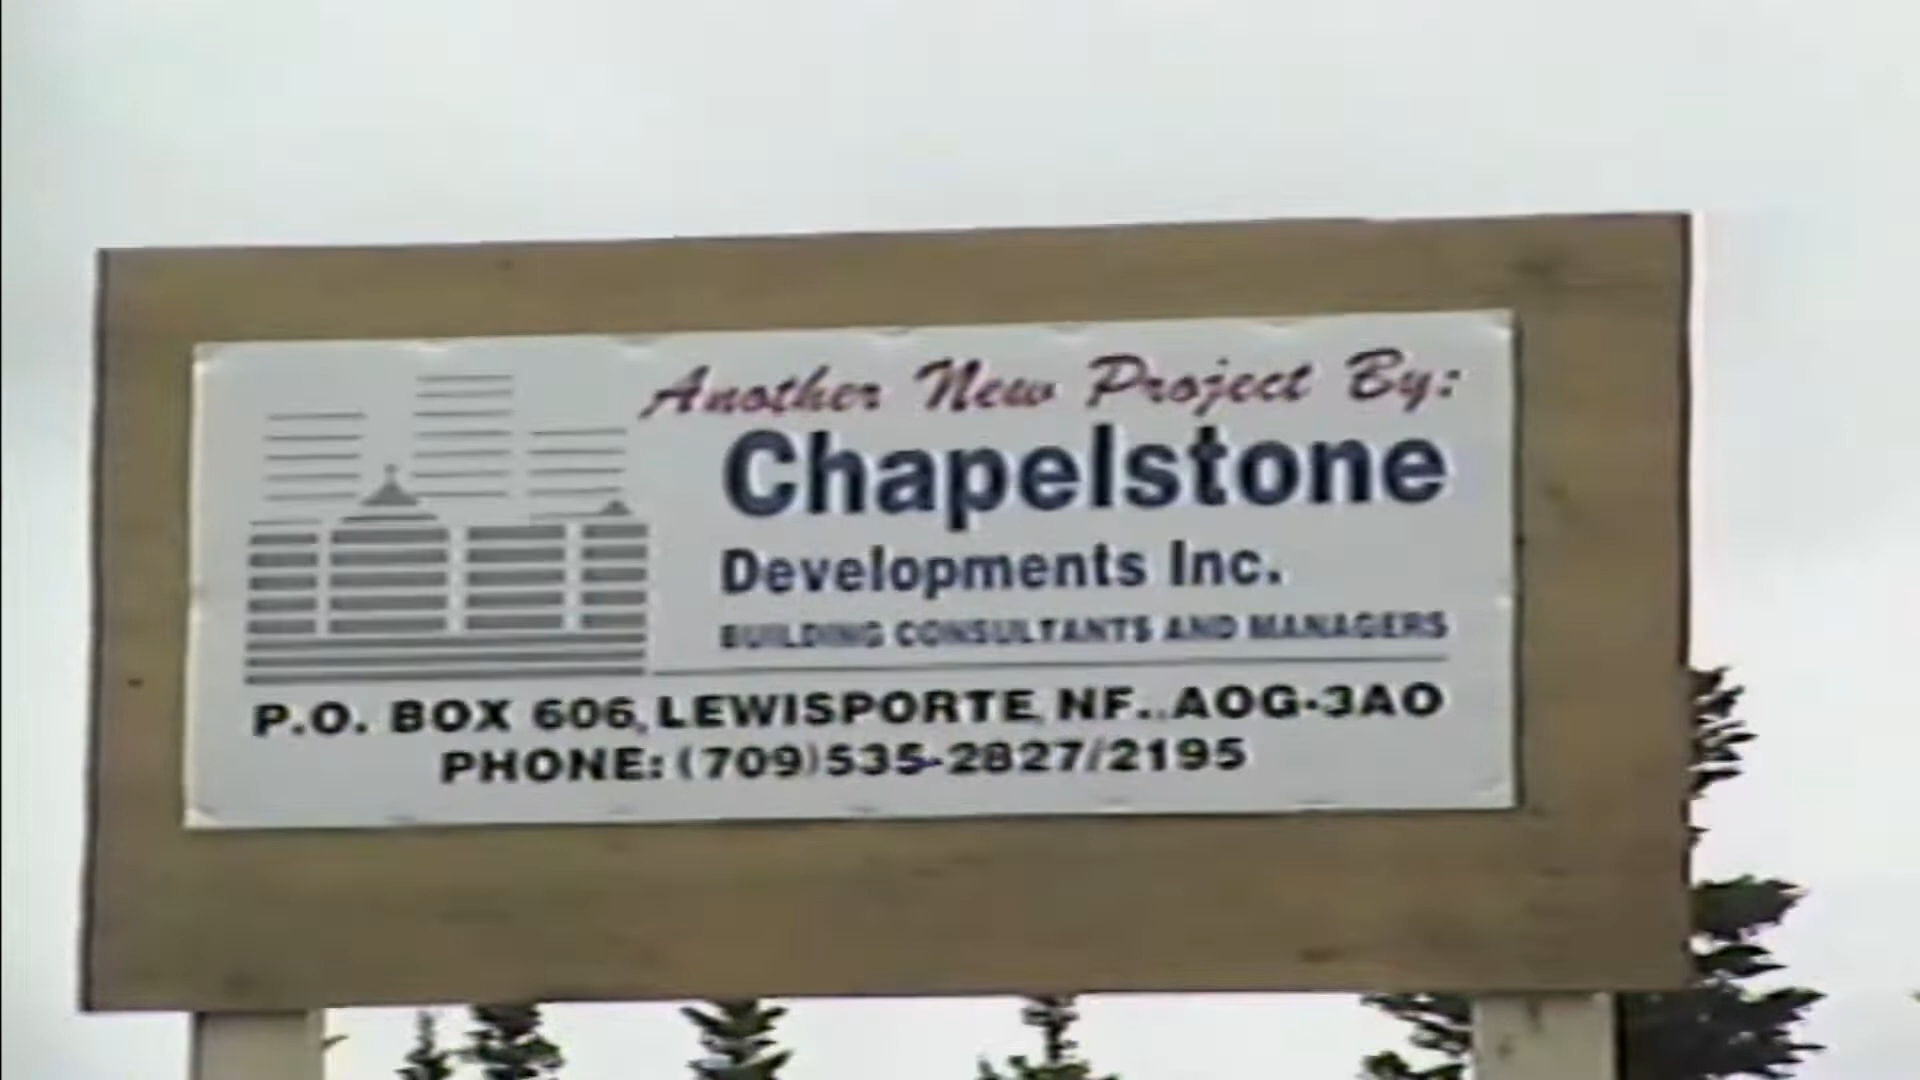 Another New Project By:
Chapelstone
Developments Inc.
BUILDING CONSULTANTS AND MANAGERS
P.O. BOX 606, LEWISPORTE, NF.. AOG-3AO
PHONE: (709)535-2827/2195